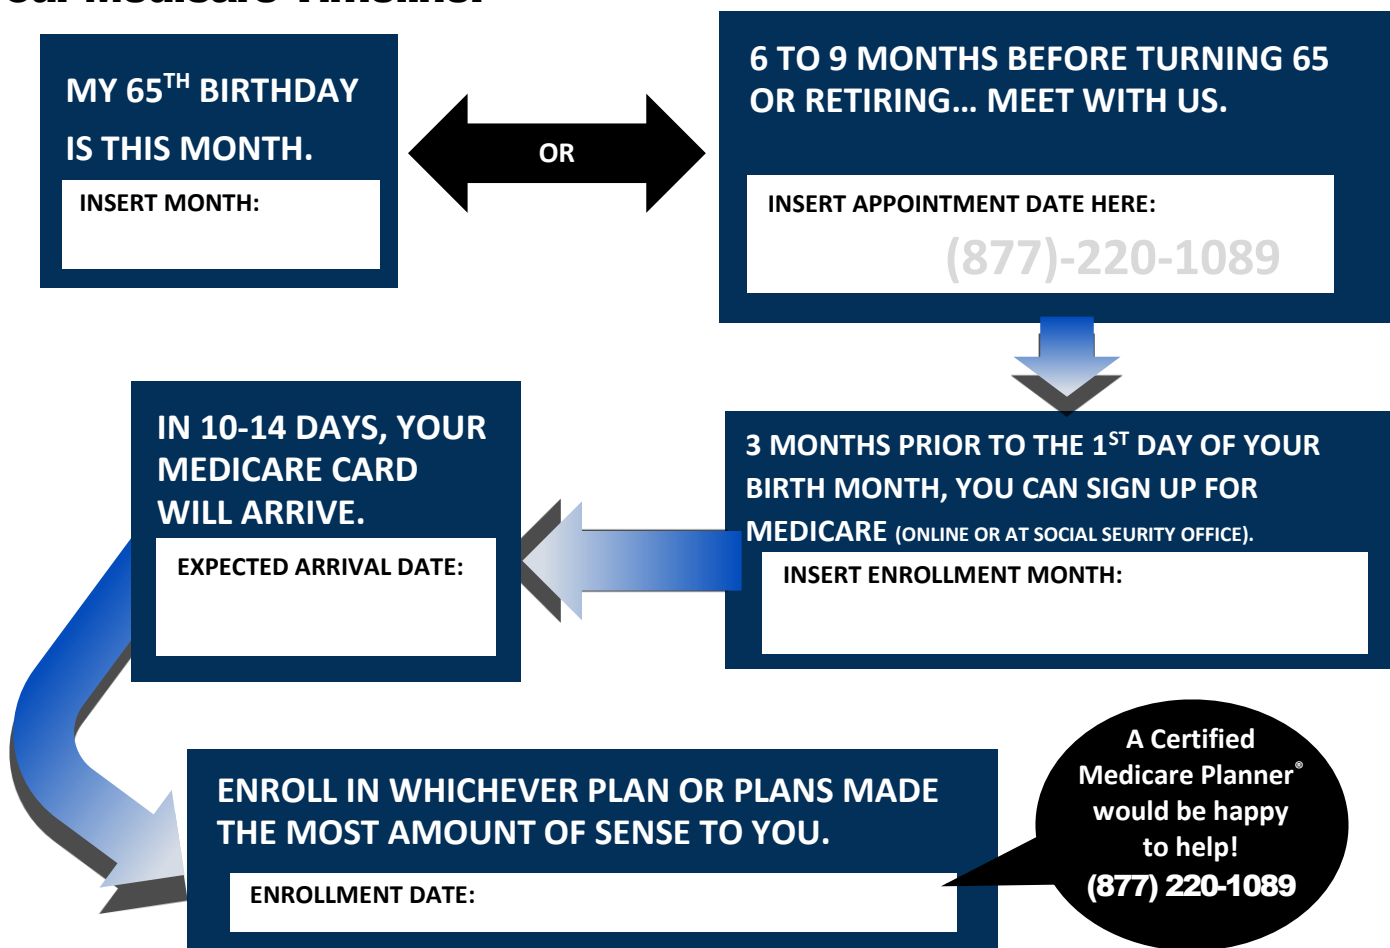 Medicare Timeline.
MY 65TH BIRTHDAY
IS THIS MONTH.
INSERT MONTH:
OR
6 TO 9 MONTHS BEFORE TURNING 65
OR RETIRING... MEET WITH US.
INSERT APPOINTMENT DATE HERE:
(877)-220-1089
3 MONTHS PRIOR TO THE 1ST DAY OF YOUR
BIRTH MONTH, YOU CAN SIGN UP FOR
MEDICARE (ONLINE OR AT SOCIAL SEURITY OFFICE).
INSERT ENROLLMENT MONTH:
IN 10-14 DAYS, YOUR
MEDICARE CARD
WILL ARRIVE.
EXPECTED ARRIVAL DATE:
ENROLL IN WHICHEVER PLAN OR PLANS MADE
THE MOST AMOUNT OF SENSE TO YOU.
ENROLLMENT DATE:
A Certified
Medicare Planner®
would be happy
to help!
(877) 220-1089